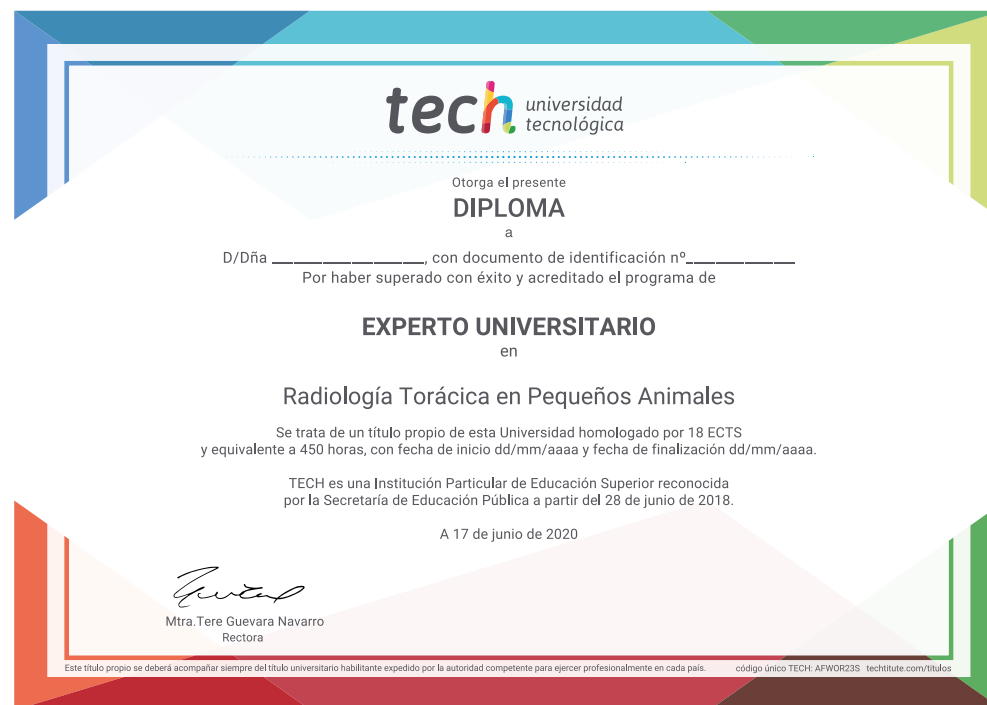 tech universidad
tecnológica
Otorga el presente
DIPLOMA
a
D/Dña ____________________, con documento de identificación nº______________
Por haber superado con éxito y acreditado el programa de
EXPERTO UNIVERSITARIO
en
Radiología Torácica en Pequeños Animales
Se trata de un título propio de esta Universidad homologado por 18 ECTS
y equivalente a 450 horas, con fecha de inicio dd/mm/aaaa y fecha de finalización dd/mm/aaaa.
TECH es una Institución Particular de Educación Superior reconocida
por la Secretaría de Educación Pública a partir del 28 de junio de 2018.
A 17 de junio de 2020
Mtra.Tere Guevara Navarro
Rectora
Este título propio se deberá acompañar siempre del título universitario habilitante expedido por la autoridad competente para ejercer profesionalmente en cada país. código único TECH: AFWOR23S techtitute.com/titulos